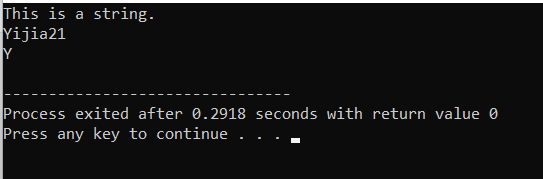 This is a string.
Yijia21
Y
--------------------------------
Process exited after 0.2918 seconds with return value 0
Press any key to continue . . .